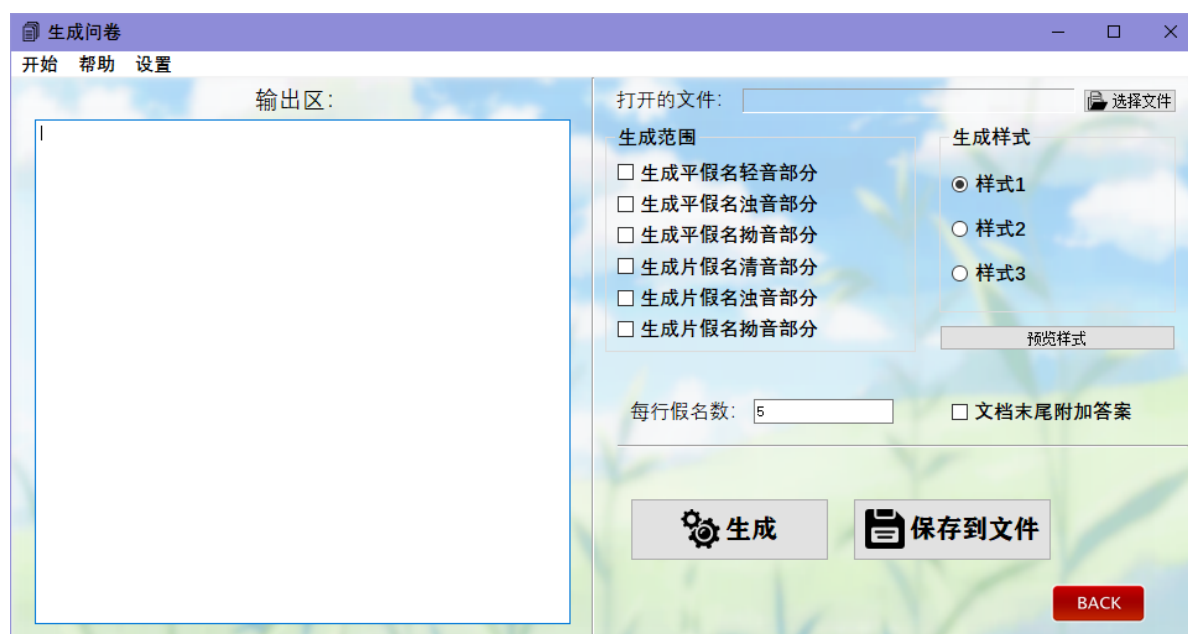 生成问卷
开始 帮助 设置
输出区:
打开的文件: 选择文件
生成范围
生成平假名轻音部分
生成平假名浊音部分
生成平假名拗音部分
生成片假名清音部分
生成片假名浊音部分
生成片假名拗音部分
生成样式
样式1
样式2
样式3
预览样式
每行假名数: 5
文档末尾附加答案
生成
保存到文件
BACK